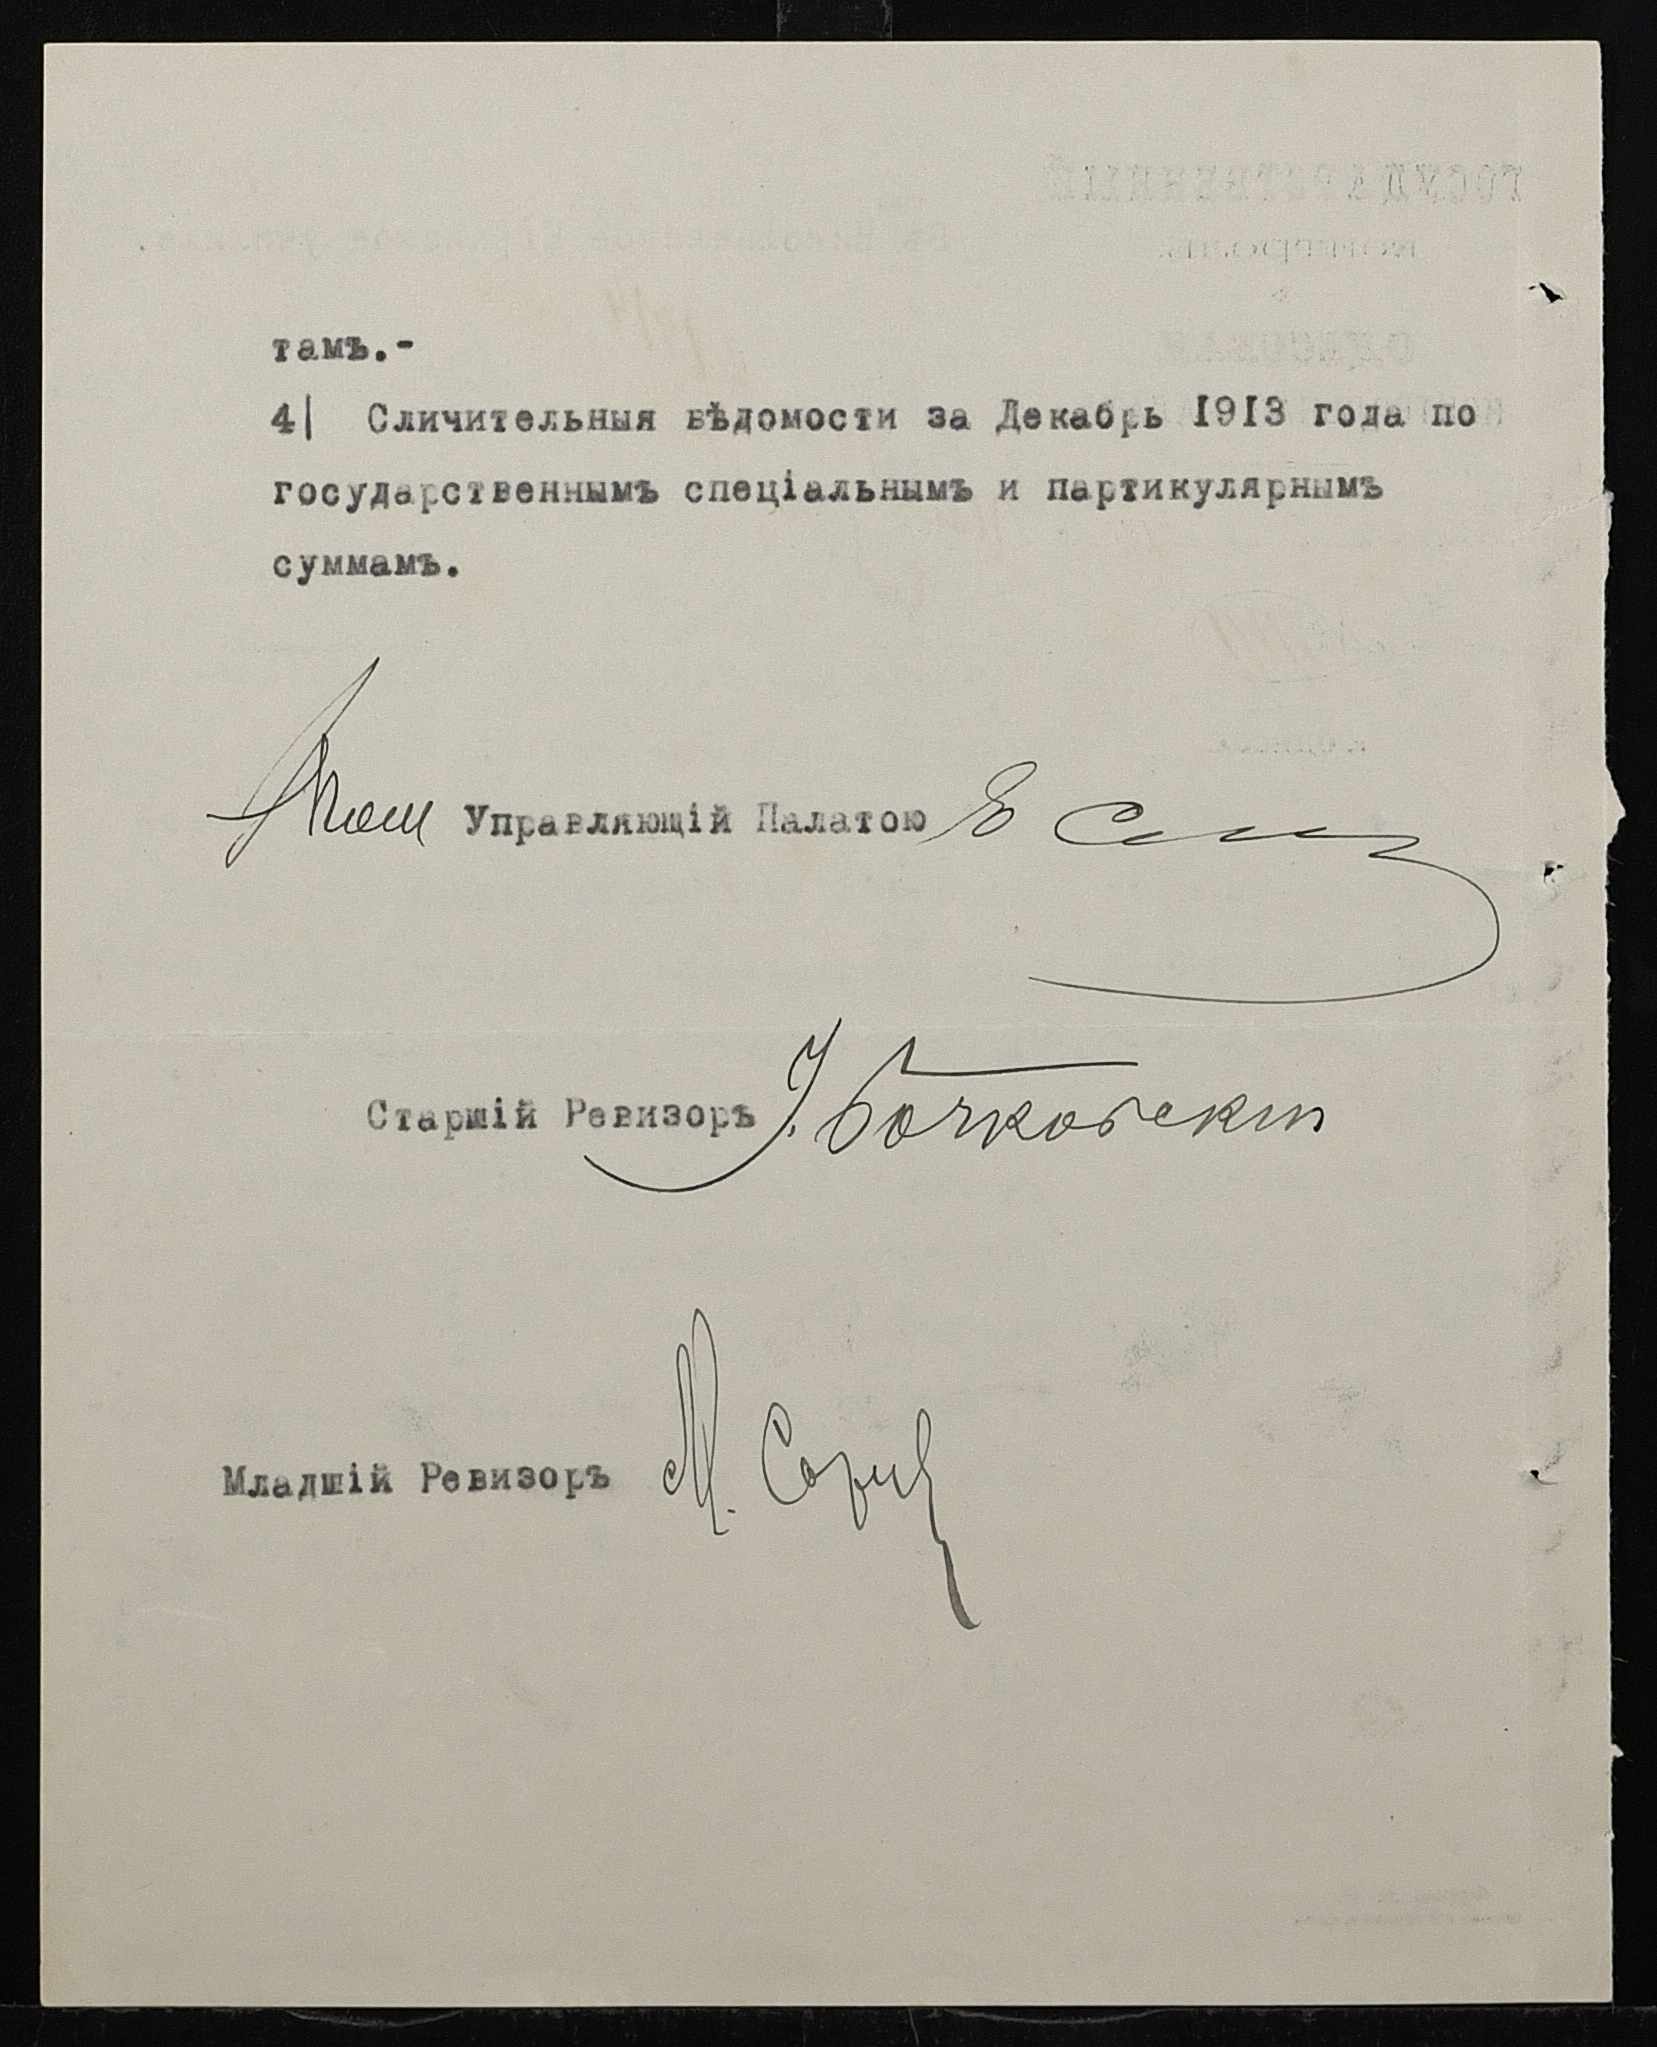 тамъ.-
4| Сличительныя вѣдомости за Декабрь 1913 года по
государственнымъ спеціальнымъ и партикулярнымъ
суммамъ.
Управляющій Палатою
Старшій Ревизоръ У. Бочковскій
Младшій Ревизоръ М.